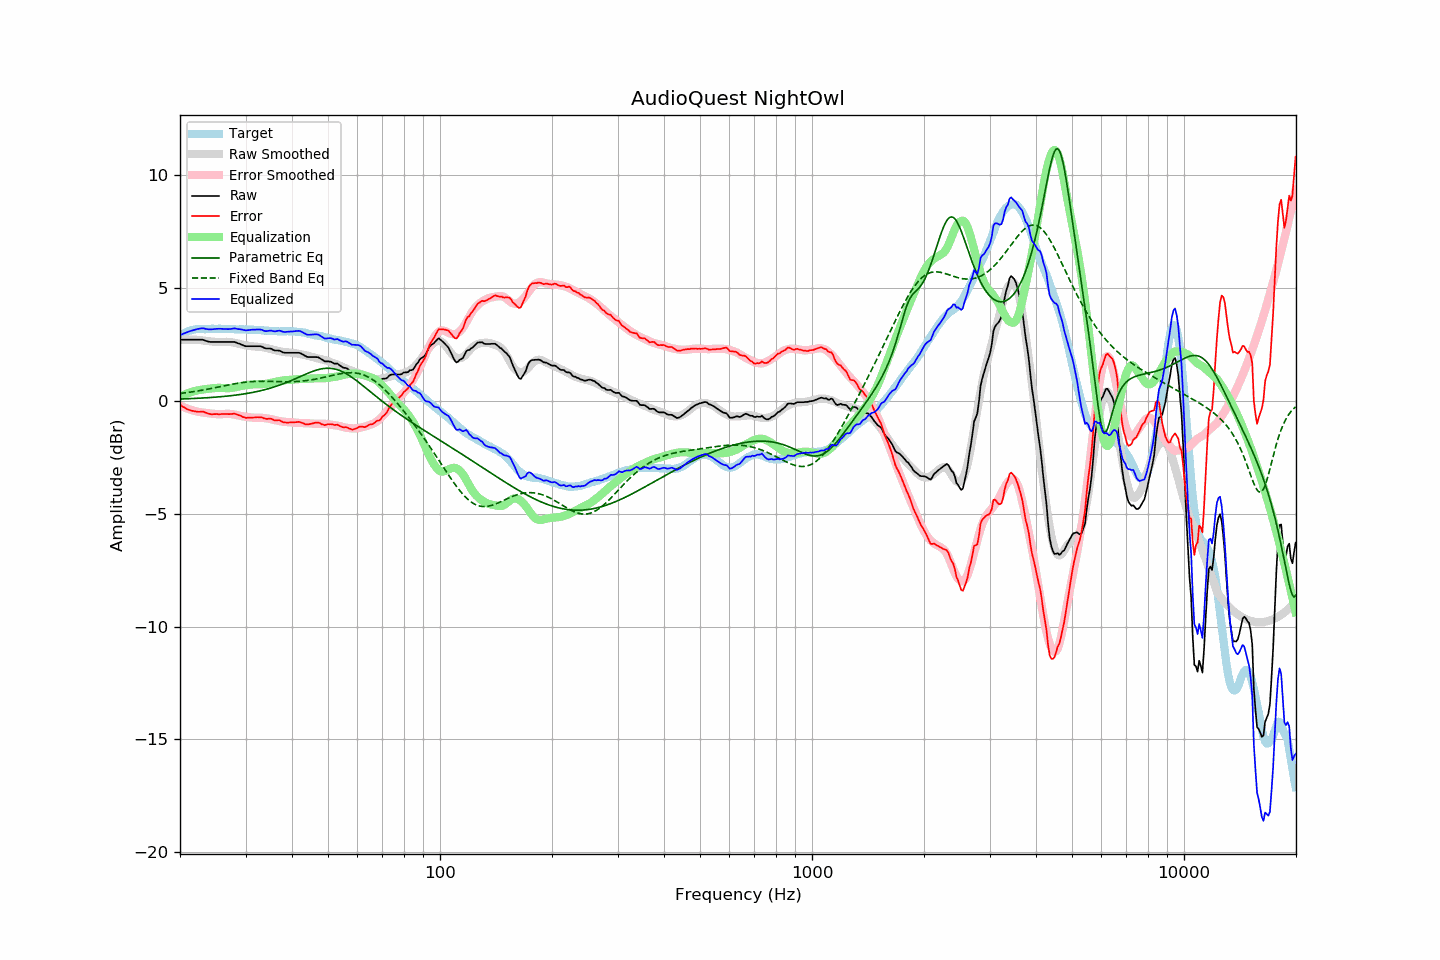 AudioQuest NightOwl
Target
Raw Smoothed
Error Smoothed
Raw
Error
Equalization
Parametric Eq
Fixed Band Eq
Equalized
10
5
0
−5
−10
−15
−20
Amplitude (dBr)
100
1000
10000
Frequency (Hz)